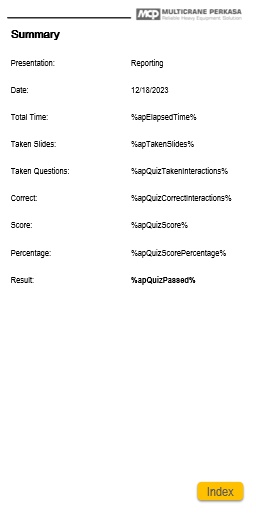 MCP MULTICRANE PERKASA
Reliable Heavy Equipment Solution
Summary
Presentation: Reporting
Date: 12/18/2023
Total Time: %apElapsedTime%
Taken Slides: %apTakenSlides%
Taken Questions: %apQuizTakenInteractions%
Correct: %apQuizCorrectInteractions%
Score: %apQuizScore%
Percentage: %apQuizScorePercentage%
Result: %apQuizPassed%
Index